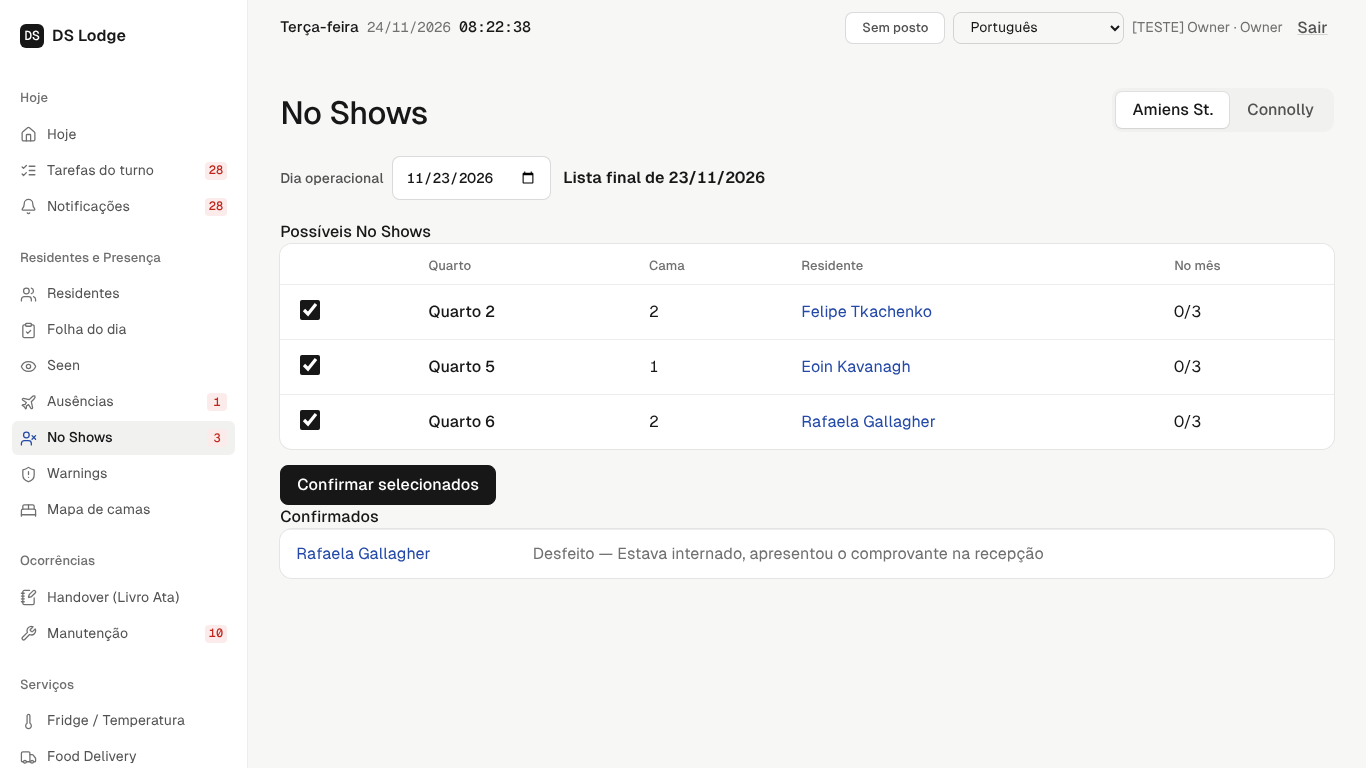 DS DS Lodge
Terça-feira 24/11/2026 08:22:38
Sem posto
Português
[TESTE] Owner · Owner
Sair
Hoje
Hoje
Tarefas do turno 28
Notificações 28
Residentes e Presença
Residentes
Folha do dia
Seen
Ausências 1
No Shows 3
Warnings
Mapa de camas
Ocorrências
Handover (Livro Ata)
Manutenção 10
Serviços
Fridge / Temperatura
Food Delivery
No Shows
Amiens St. Connolly
Dia operacional 11/23/2026 Lista final de 23/11/2026
Possíveis No Shows
Quarto Cama Residente No mês
Quarto 2 2 Felipe Tkachenko 0/3
Quarto 5 1 Eoin Kavanagh 0/3
Quarto 6 2 Rafaela Gallagher 0/3
Confirmar selecionados
Confirmados
Rafaela Gallagher Desfeito — Estava internado, apresentou o comprovante na recepção